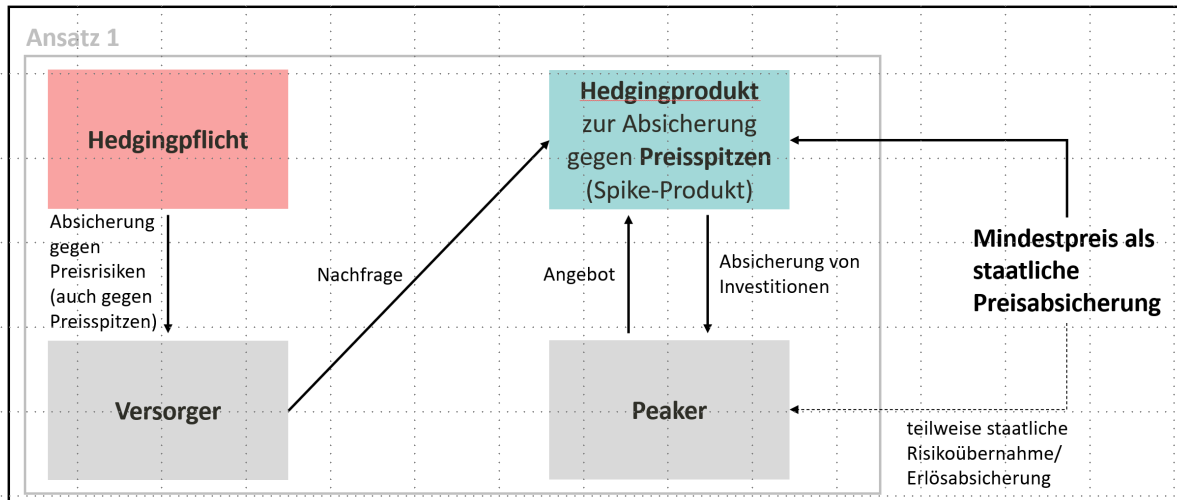 Ansatz 1
Hedgingpflicht
Absicherung
gegen
Preisrisiken
(auch gegen
Preisspitzen)
Versorger
Nachfrage
Hedgingprodukt
zur Absicherung
gegen Preisspitzen
(Spike-Produkt)
Angebot
Absicherung von
Investitionen
Peaker
Mindestpreis als
staatliche
Preisabsicherung
teilweise staatliche
Risikoübernahme/
Erlösabsicherung